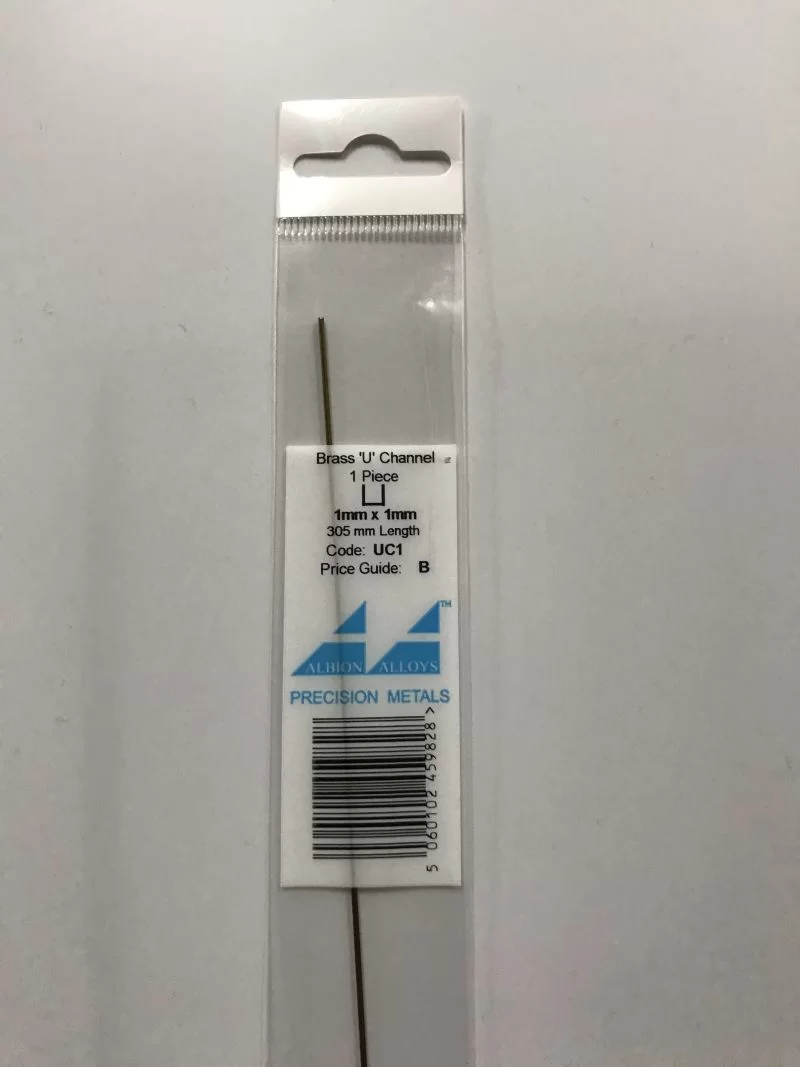 Brass 'U' Channel
1 Piece
1mm x 1mm
305 mm Length
Code: UC1
Price Guide: B
TM
ALBION ALLOYS
PRECISION METALS
5 060102 459828 >